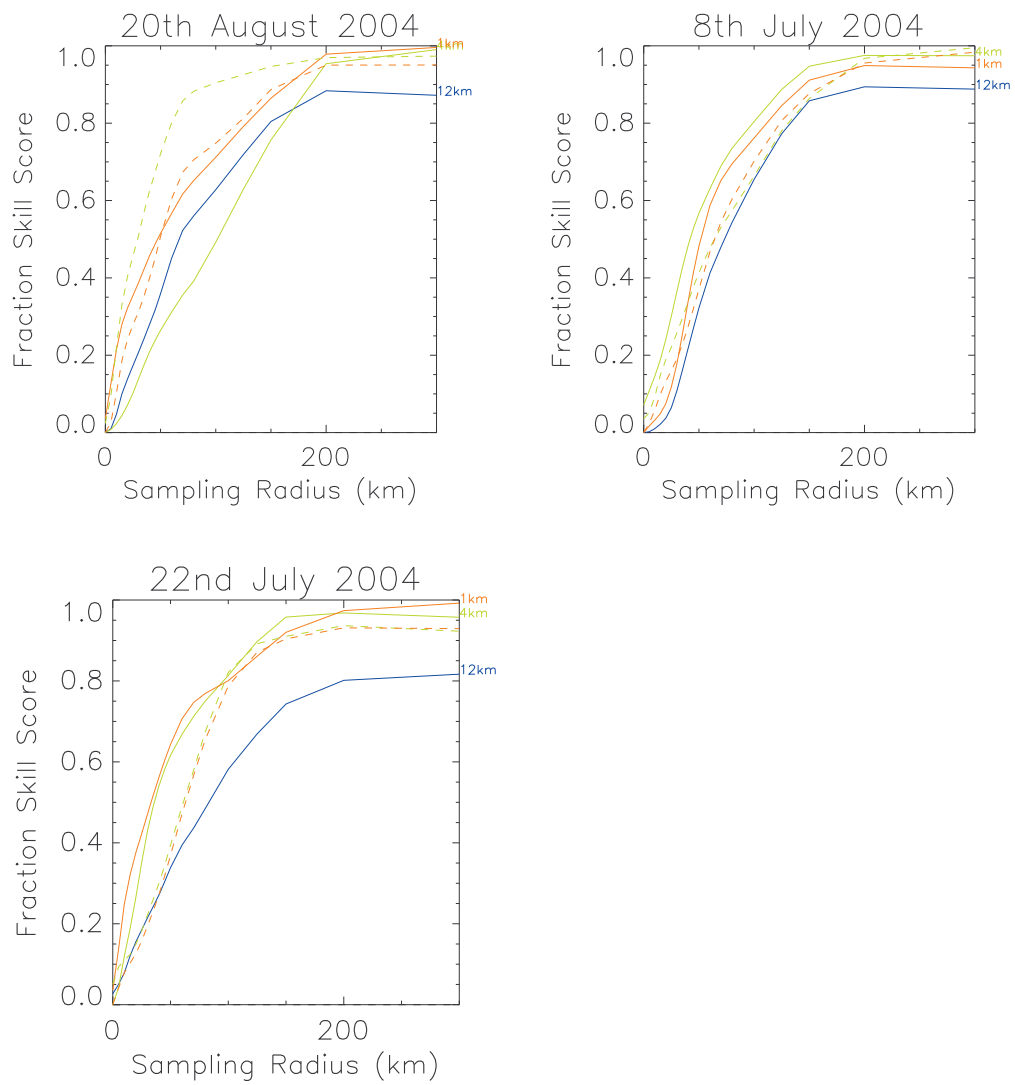 20th August 2004
Fraction Skill Score
1.0
0.8
0.6
0.4
0.2
0.0
0
200
Sampling Radius (km)
1km
4km
12km
8th July 2004
Fraction Skill Score
1.0
0.8
0.6
0.4
0.2
0.0
0
200
Sampling Radius (km)
4km
1km
12km
22nd July 2004
Fraction Skill Score
1.0
0.8
0.6
0.4
0.2
0.0
0
200
Sampling Radius (km)
1km
4km
12km